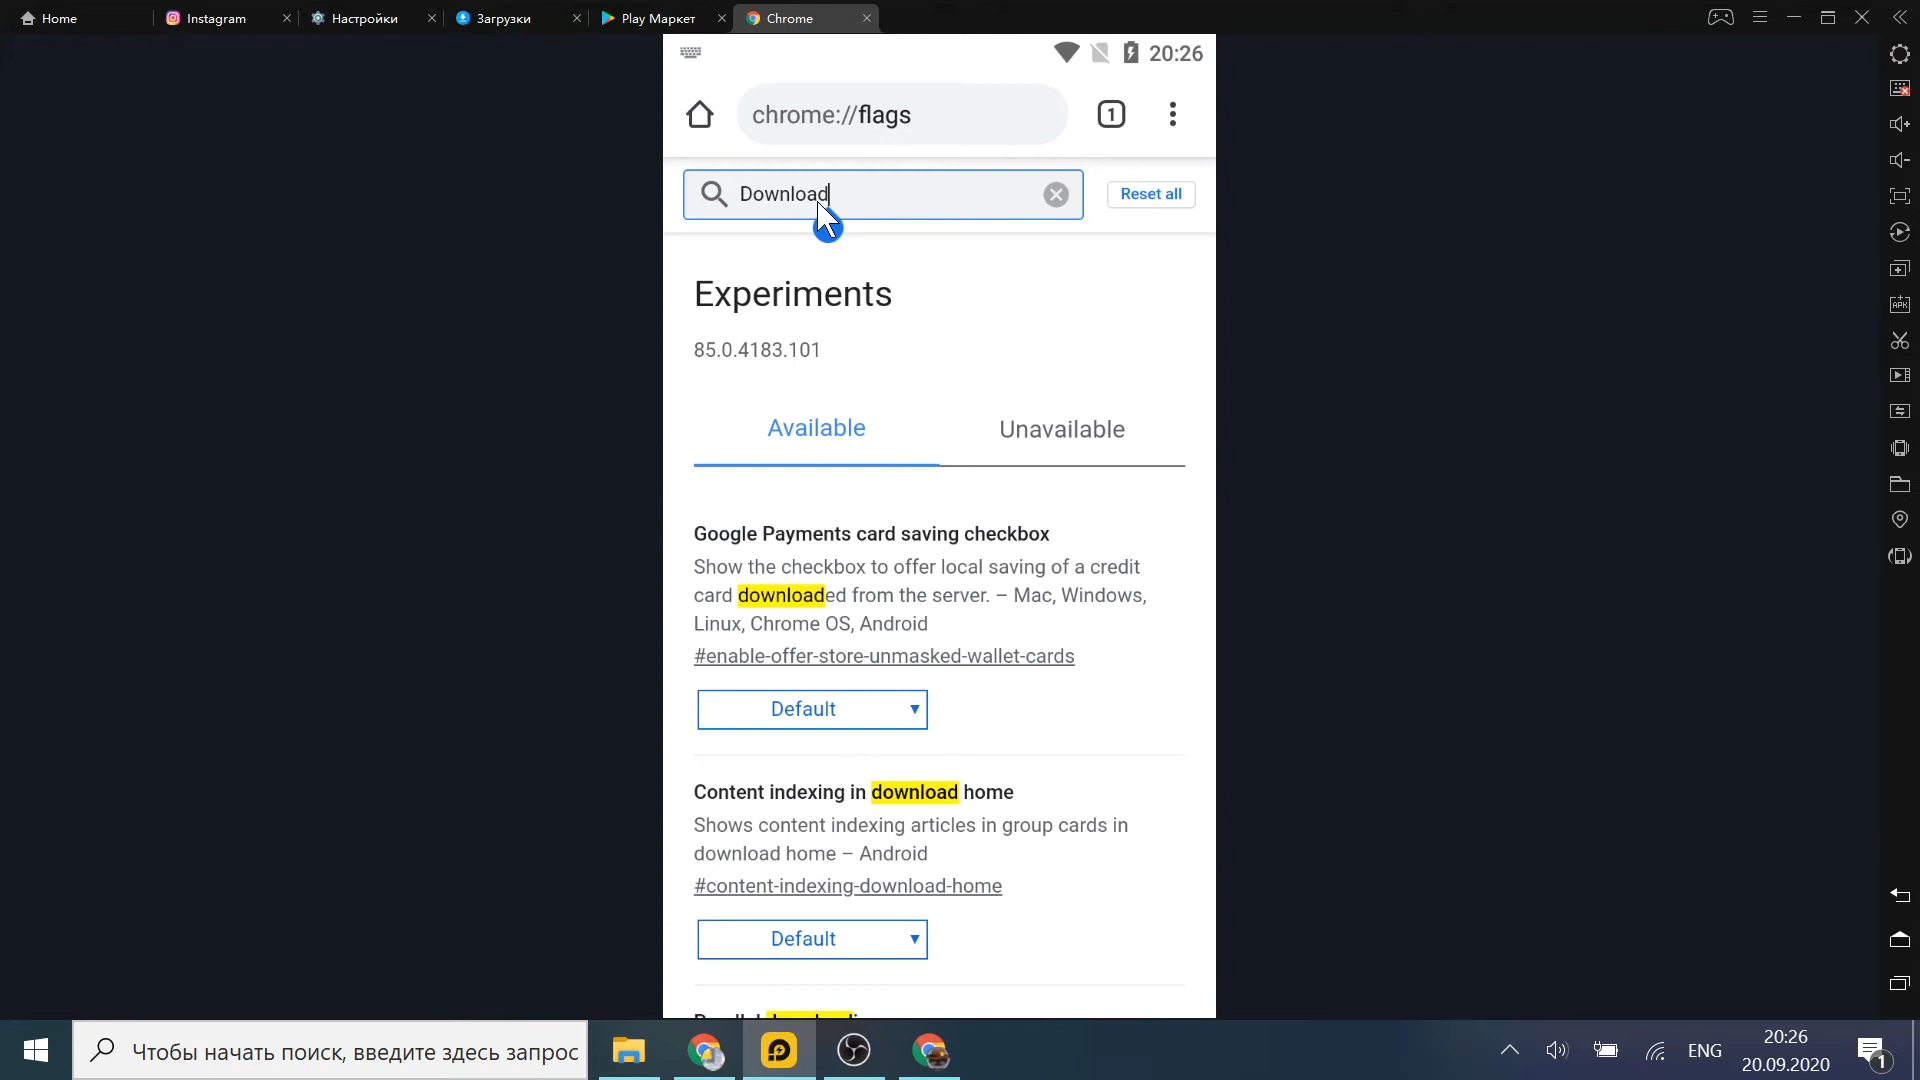 Home
Instagram
Настройки
Загрузки
Play Маркет
Chrome
20:26
chrome://flags
1
Download
Reset all
Experiments
85.0.4183.101
Available
Unavailable
Google Payments card saving checkbox
Show the checkbox to offer local saving of a credit
card downloaded from the server. – Mac, Windows,
Linux, Chrome OS, Android
#enable-offer-store-unmasked-wallet-cards
Default
Content indexing in download home
Shows content indexing articles in group cards in
download home – Android
#content-indexing-download-home
Default
APK
Чтобы начать поиск, введите здесь запрос
ENG
20:26
20.09.2020
1